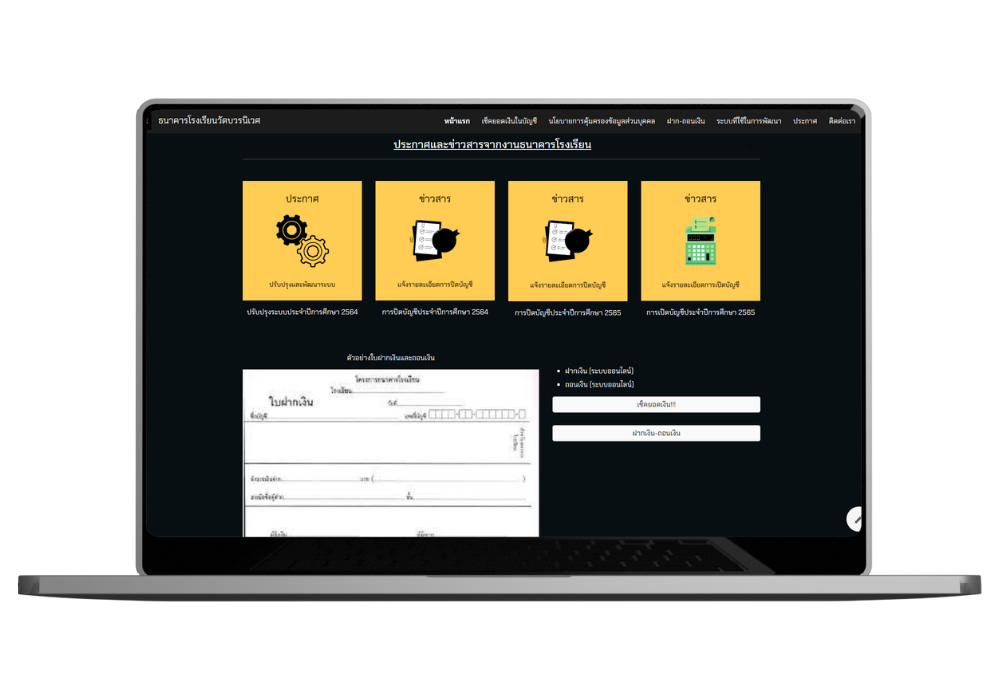 ธนาคารโรงเรียนวัดบวรนิเวศ
หน้าแรก เช็คยอดเงินในบัญชี นโยบายการคุ้มครองข้อมูลส่วนบุคคล ฝาก-ถอนเงิน ระบบที่ใช้ในการพัฒนา ประกาศ ติดต่อเรา
ประกาศและข่าวสารจากงานธนาคารโรงเรียน
ประกาศ ข่าวสาร ข่าวสาร ข่าวสาร
ปรับปรุงและพัฒนาระบบ แจ้งรายละเอียดการปิดบัญชี แจ้งรายละเอียดการปิดบัญชี แจ้งรายละเอียดการเปิดบัญชี
ปรับปรุงระบบประจำปีการศึกษา 2564 การปิดบัญชีประจำปีการศึกษา 2564 การปิดบัญชีประจำปีการศึกษา 2565 การเปิดบัญชีประจำปีการศึกษา 2565
ตัวอย่างใบฝากเงินและถอนเงิน
โครงการธนาคารโรงเรียน
โรงเรียน
ใบฝากเงิน วันที่
ชื่อบัญชี เลขที่บัญชี
จำนวนเงินฝาก บาท ( )
ลายมือชื่อผู้ฝาก ชั้น
ผู้รับเงิน
ฝากเงิน (ระบบออนไลน์)
ถอนเงิน (ระบบออนไลน์)
เช็คยอดเงิน!!!
ฝากเงิน-ถอนเงิน